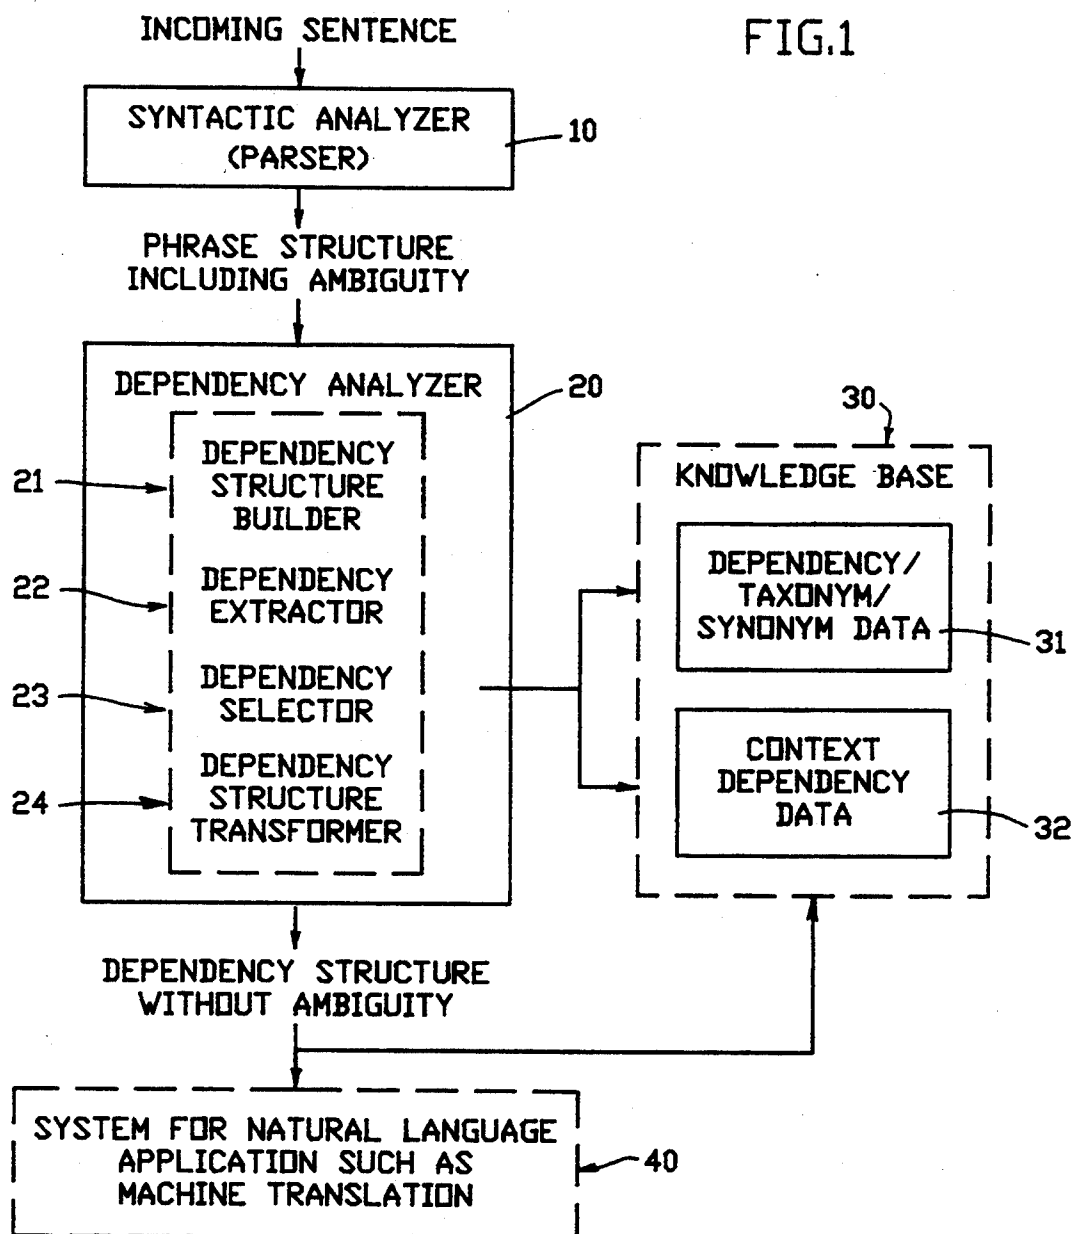 INCOMING SENTENCE
FIG.1
SYNTACTIC ANALYZER
(PARSER)
10
PHRASE STRUCTURE
INCLUDING AMBIGUITY
DEPENDENCY ANALYZER
20
DEPENDENCY
STRUCTURE
BUILDER
21
DEPENDENCY
EXTRACTOR
22
DEPENDENCY
SELECTOR
23
DEPENDENCY
STRUCTURE
TRANSFORMER
24
30
KNOWLEDGE BASE
DEPENDENCY/
TAXONYM/
SYNONYM DATA
31
CONTEXT
DEPENDENCY
DATA
32
DEPENDENCY STRUCTURE
WITHOUT AMBIGUITY
SYSTEM FOR NATURAL LANGUAGE
APPLICATION SUCH AS
MACHINE TRANSLATION
40